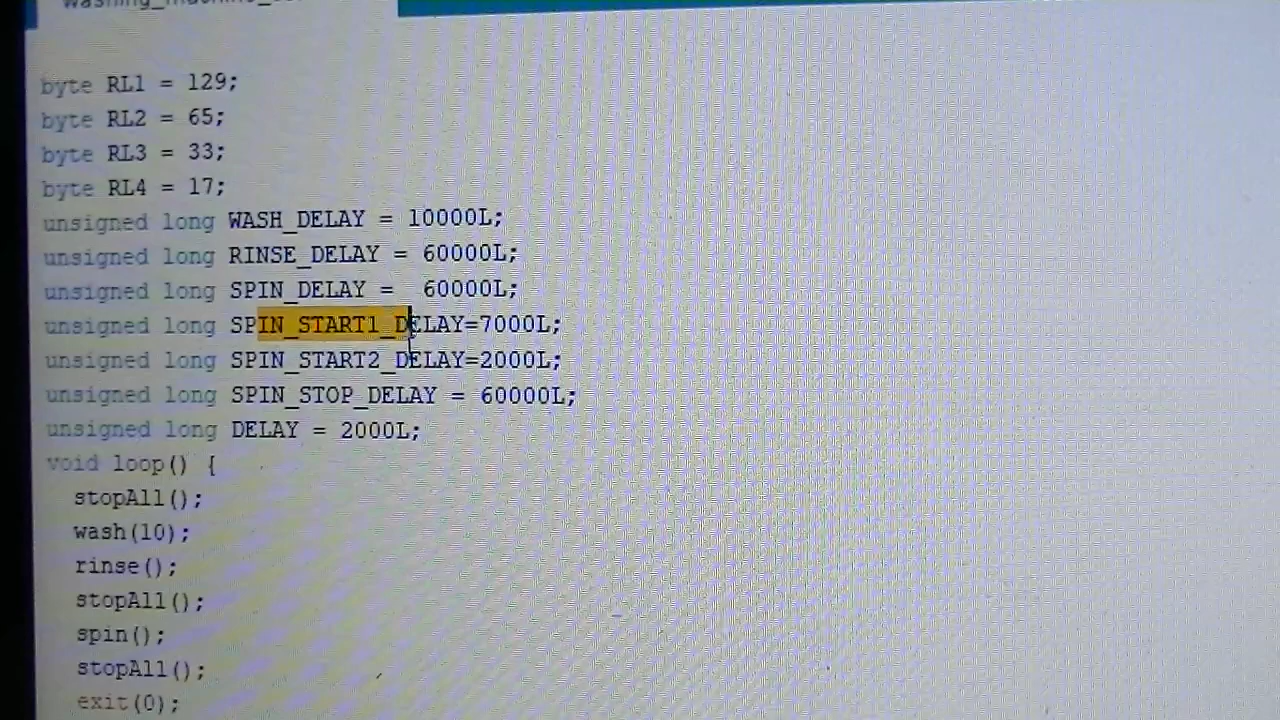 byte RL1 = 129;
byte RL2 = 65;
byte RL3 = 33;
byte RL4 = 17;
unsigned long WASH_DELAY = 10000L;
unsigned long RINSE_DELAY = 60000L;
unsigned long SPIN_DELAY =  60000L;
unsigned long SPIN_START1_DELAY=7000L;
unsigned long SPIN_START2_DELAY=2000L;
unsigned long SPIN_STOP_DELAY = 60000L;
unsigned long DELAY = 2000L;
void loop() {
stopAll();
wash(10);
rinse();
stopAll();
spin();
stopAll();
exit(0);